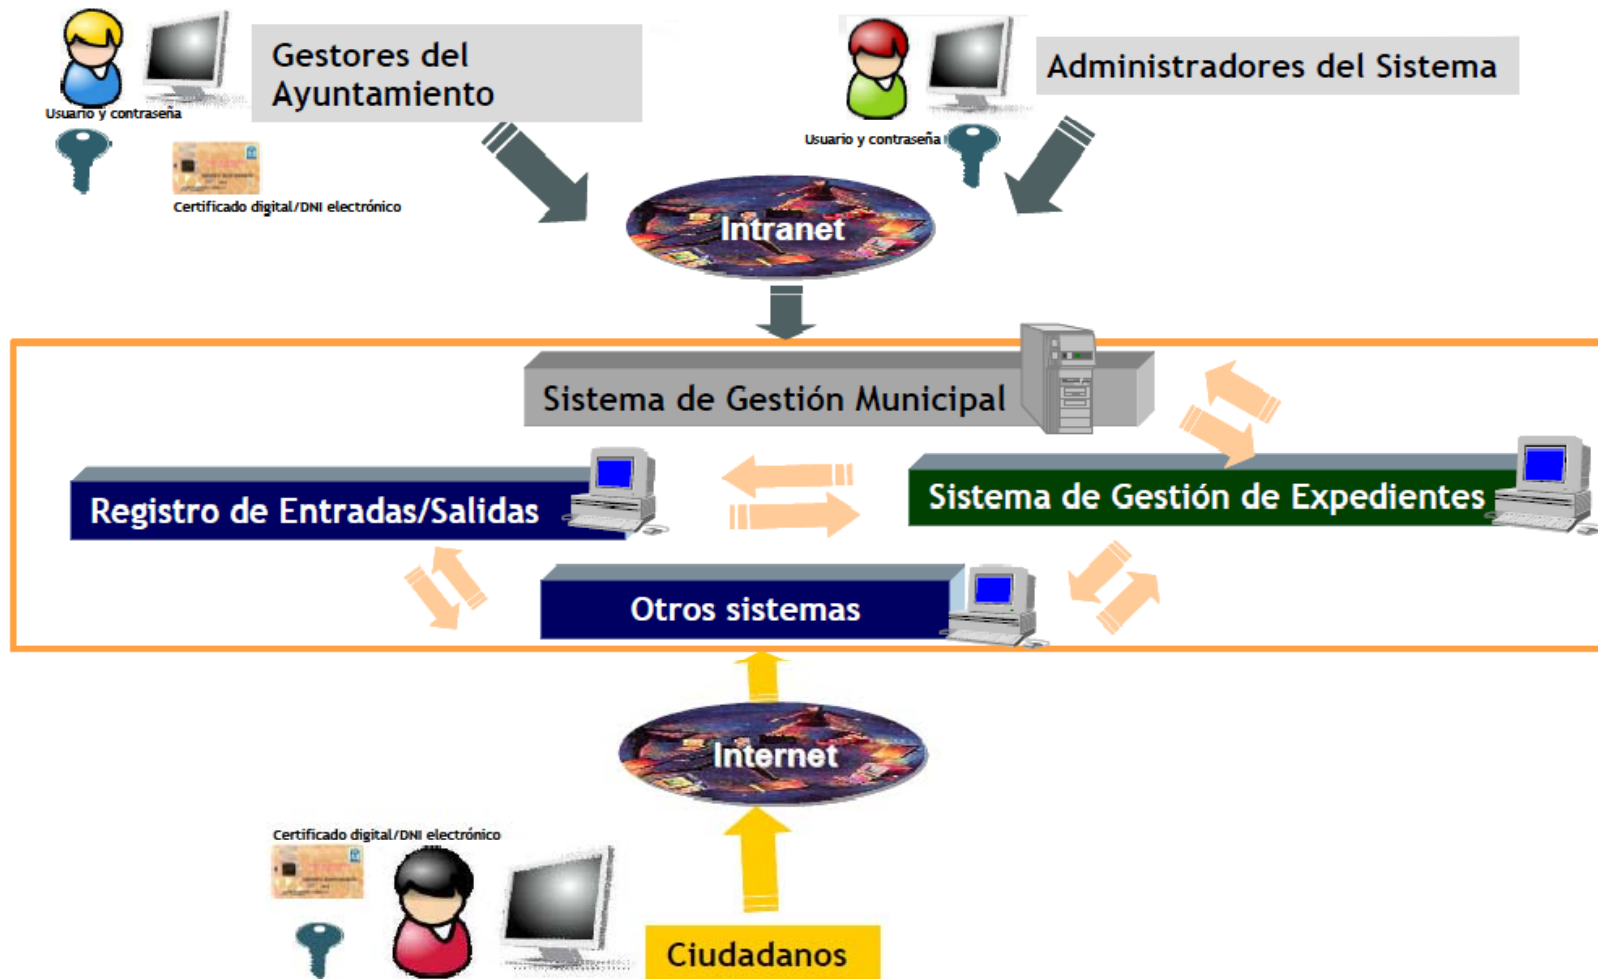 Gestores del
Ayuntamiento
Administradores del Sistema
Usuario y contraseña
Usuario y contraseña
Certificado digital/DNI electrónico
Intranet
Sistema de Gestión Municipal
Registro de Entradas/Salidas
Sistema de Gestión de Expedientes
Otros sistemas
Internet
Certificado digital/DNI electrónico
Ciudadanos